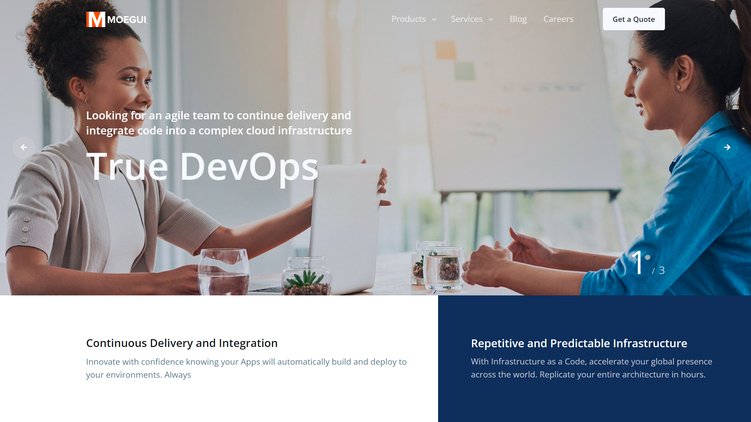 MOEGUI
Products
Services
Blog
Careers
Get a Quote
Looking for an agile team to continue delivery and
integrate code into a complex cloud infrastructure
True DevOps
1 / 3
Continuous Delivery and Integration
Innovate with confidence knowing your Apps will automatically build and deploy to
your environments. Always
Repetitive and Predictable Infrastructure
With Infrastructure as a Code, accelerate your global presence
across the world. Replicate your entire architecture in hours.